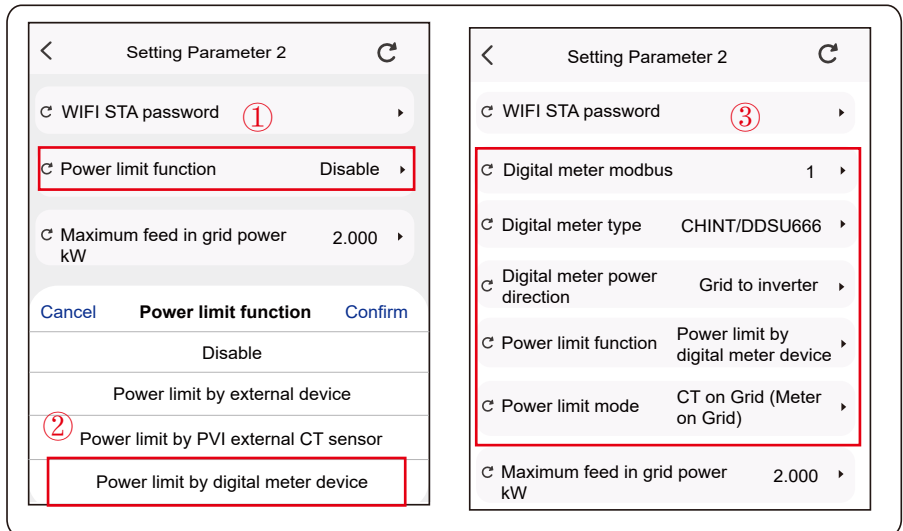 Setting Parameter 2
WIFI STA password
①
Power limit function Disable
Maximum feed in grid power
kW
2.000
Cancel Power limit function Confirm
Disable
Power limit by external device
②
Power limit by PVI external CT sensor
Power limit by digital meter device
Setting Parameter 2
WIFI STA password
③
Digital meter modbus 1
Digital meter type CHINT/DDSU666
Digital meter power
direction
Grid to inverter
Power limit function
Power limit by
digital meter device
Power limit mode
CT on Grid (Meter
on Grid)
Maximum feed in grid power
kW
2.000